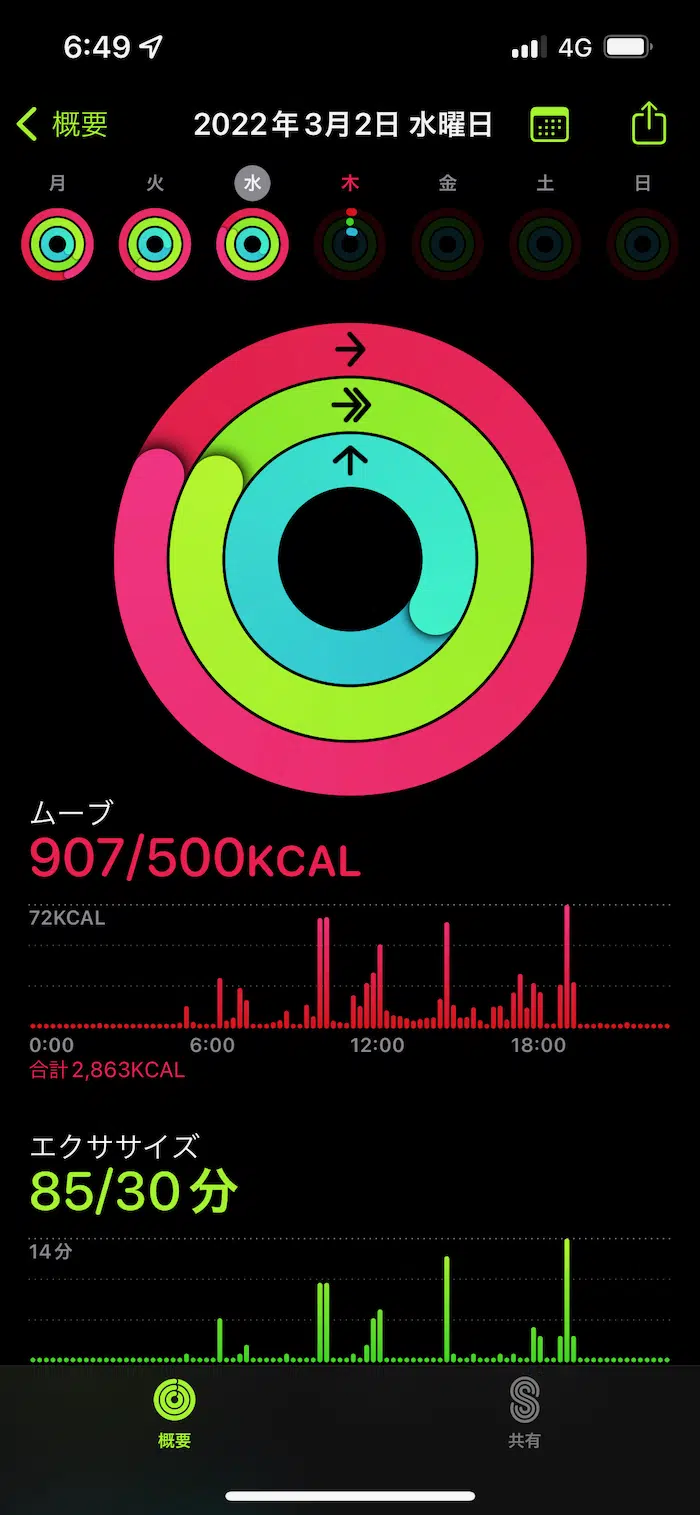 6:49 4G
概要 2022年3月2日 水曜日
月 火 水 木 金 土 日
ムーブ
907/500KCAL
72KCAL
0:00 6:00 12:00 18:00
合計2,863KCAL
エクササイズ
85/30分
14分
概要 共有